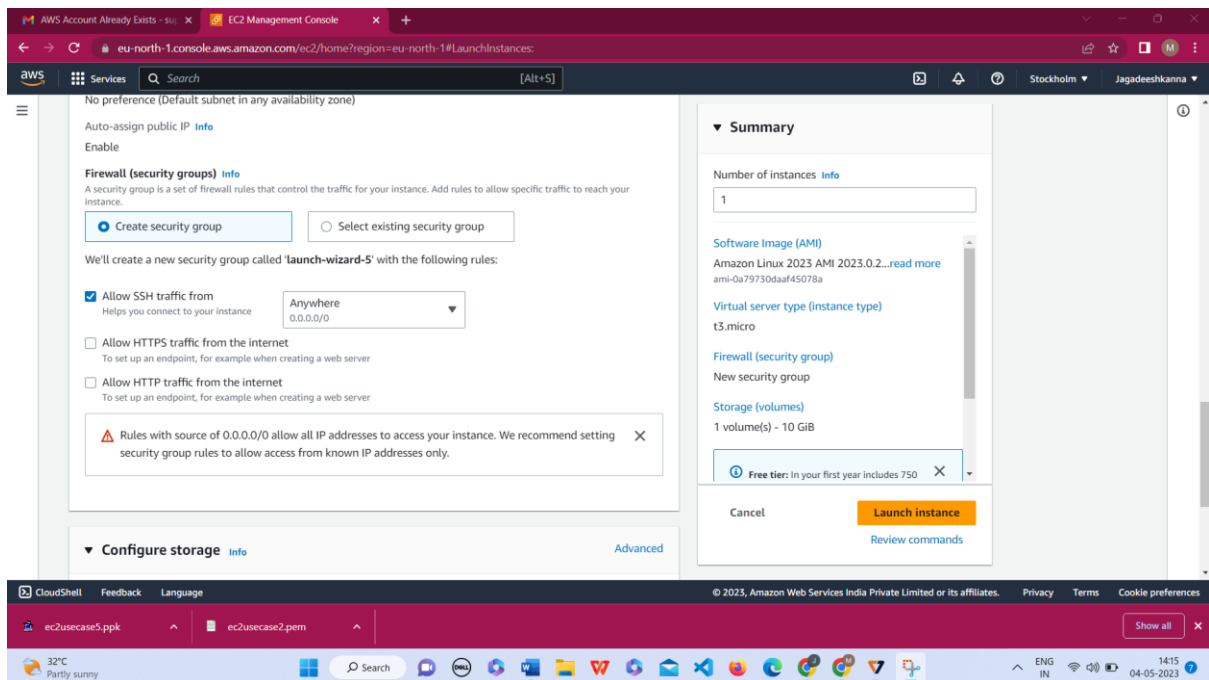 AWS Account Already Exists - sup
EC2 Management Console
eu-north-1.console.aws.amazon.com/ec2/home?region=eu-north-1#LaunchInstances:
M
aws
Services
Search
[Alt+S]
Stockholm
Jagadeeshkanna
No preference (Default subnet in any availability zone)
Auto-assign public IP Info
Enable
Firewall (security groups) Info
A security group is a set of firewall rules that control the traffic for your instance. Add rules to allow specific traffic to reach your
instance.
Create security group
Select existing security group
We'll create a new security group called 'launch-wizard-5' with the following rules:
Allow SSH traffic from
Helps you connect to your instance
Anywhere
0.0.0.0/0
Allow HTTPS traffic from the internet
To set up an endpoint, for example when creating a web server
Allow HTTP traffic from the internet
To set up an endpoint, for example when creating a web server
Rules with source of 0.0.0.0/0 allow all IP addresses to access your instance. We recommend setting
security group rules to allow access from known IP addresses only.
Configure storage Info
Advanced
Summary
Number of instances Info
1
Software Image (AMI)
Amazon Linux 2023 AMI 2023.0.2...read more
ami-0a79730daaf45078a
Virtual server type (instance type)
t3.micro
Firewall (security group)
New security group
Storage (volumes)
1 volume(s) - 10 GiB
Free tier: In your first year includes 750
Cancel
Launch instance
Review commands
CloudShell
Feedback
Language
© 2023, Amazon Web Services India Private Limited or its affiliates.
Privacy
Terms
Cookie preferences
ec2usecase5.ppk
ec2usecase2.pem
Show all
32°C
Partly sunny
Search
ENG
IN
14:15
04-05-2023
7